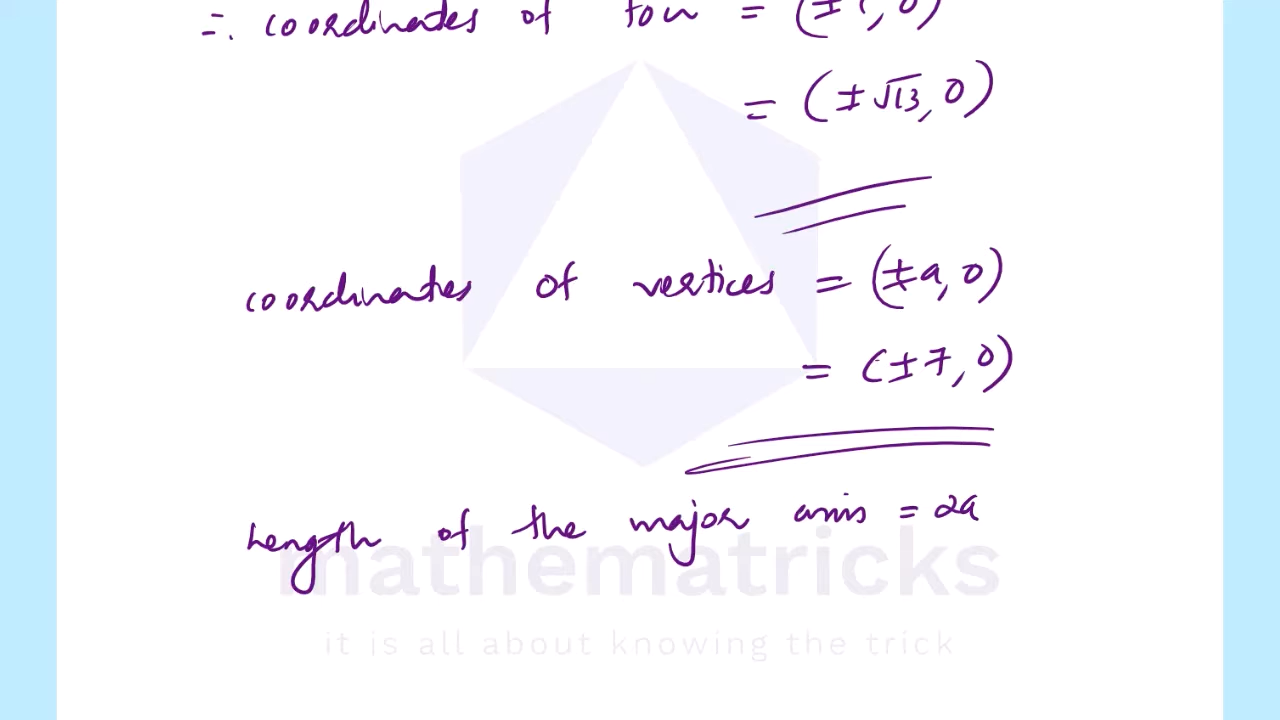 ∴ coordinates of foci = (± c, 0)
= (±√13, 0)
coordinates of vertices = (±a, 0)
= (±7, 0)
Length of the major axis = 2a
mathematricks
it is all about knowing the trick